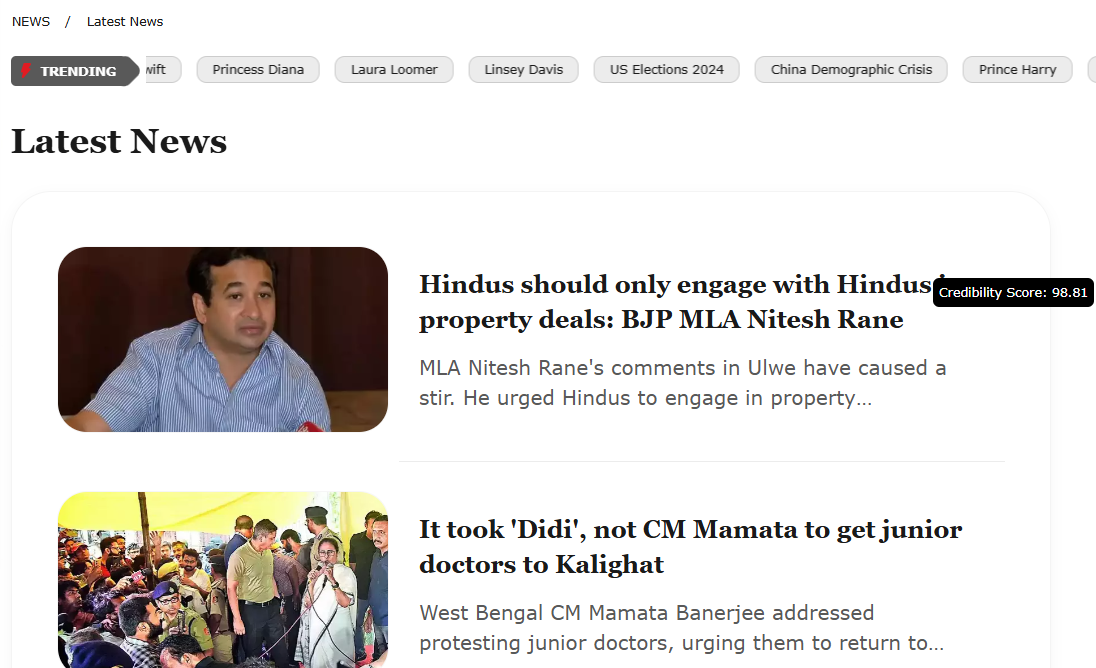 NEWS / Latest News
TRENDING
Princess Diana
Laura Loomer
Linsey Davis
US Elections 2024
China Demographic Crisis
Prince Harry
Latest News
Hindus should only engage with Hindus
Credibility Score: 98.81
property deals: BJP MLA Nitesh Rane
MLA Nitesh Rane's comments in Ulwe have caused a
stir. He urged Hindus to engage in property…
It took 'Didi', not CM Mamata to get junior
doctors to Kalighat
West Bengal CM Mamata Banerjee addressed
protesting junior doctors, urging them to return to…